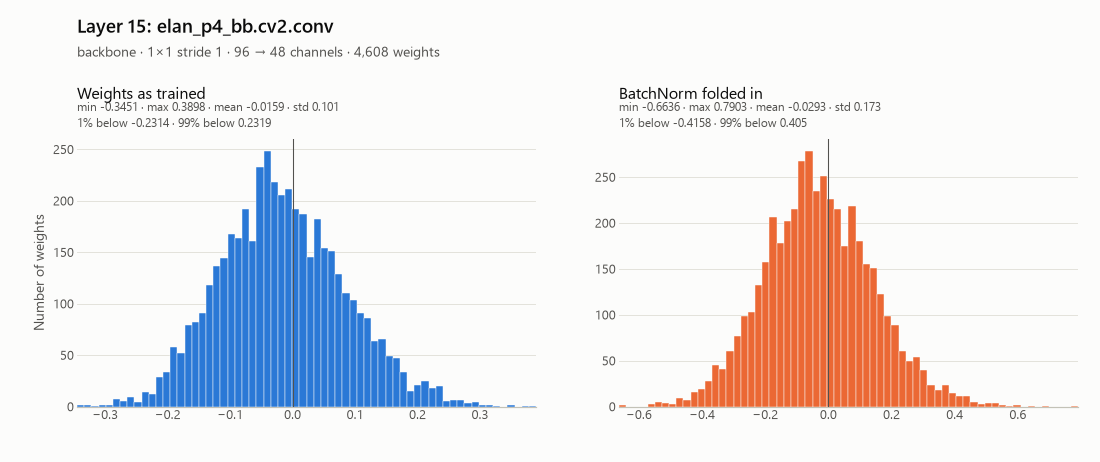 Layer 15: elan_p4_bb.cv2.conv
backbone · 1×1 stride 1 · 96 → 48 channels · 4,608 weights
Weights as trained
min -0.3451 · max 0.3898 · mean -0.0159 · std 0.101
1% below -0.2314 · 99% below 0.2319
Number of weights
250
200
150
100
50
0
−0.3 −0.2 −0.1 0.0 0.1 0.2 0.3
BatchNorm folded in
min -0.6636 · max 0.7903 · mean -0.0293 · std 0.173
1% below -0.4158 · 99% below 0.405
250
200
150
100
50
0
−0.6 −0.4 −0.2 0.0 0.2 0.4 0.6